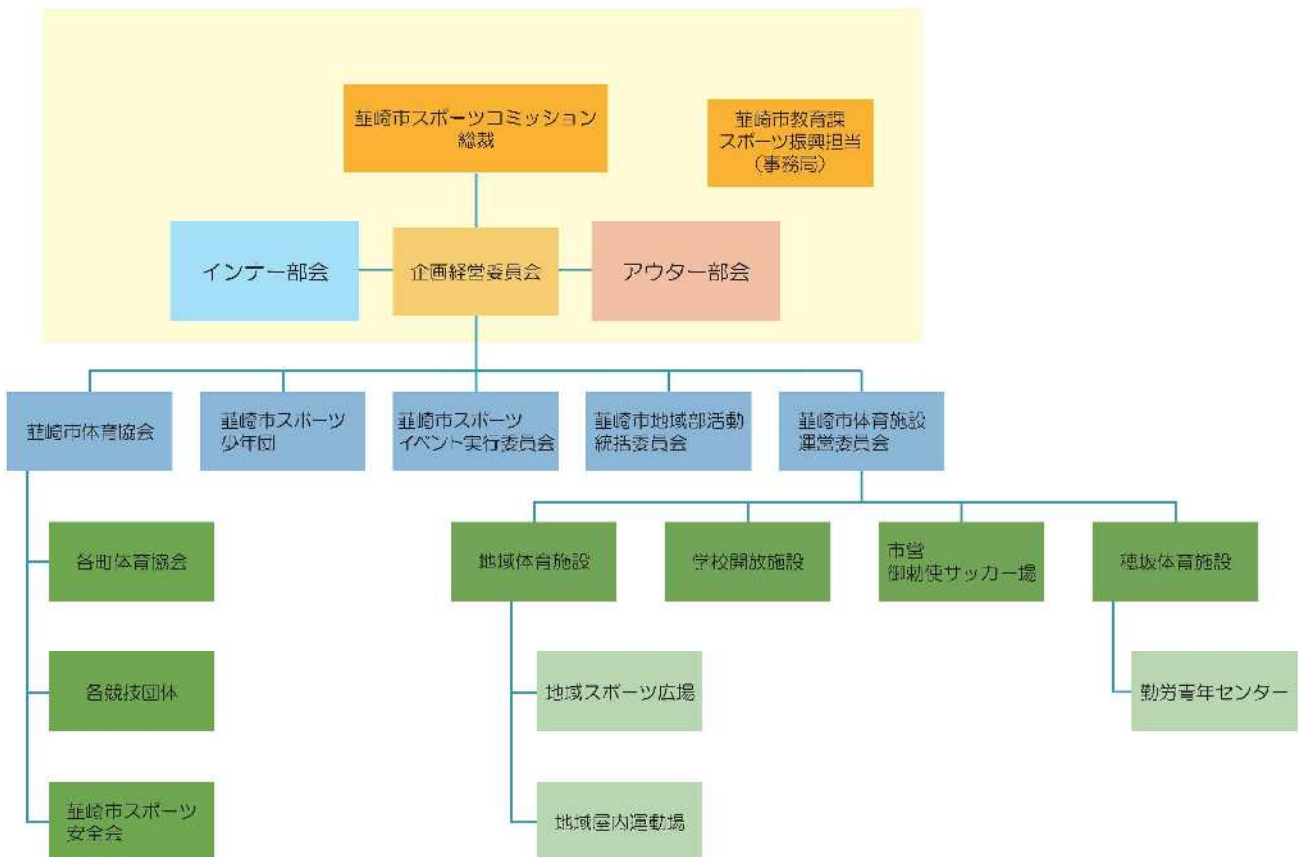 韮崎市スポーツコミッション
総裁
韮崎市教育課
スポーツ振興担当
（事務局）
インナー部会
企画経営委員会
アウター部会
韮崎市体育協会
韮崎市スポーツ
少年団
韮崎市スポーツ
イベント実行委員会
韮崎市地域部活動
統括委員会
韮崎市体育施設
運営委員会
各町体育協会
地域体育施設
学校開放施設
市営
御勅使サッカー場
穂坂体育施設
各競技団体
地域スポーツ広場
勤労青年センター
韮崎市スポーツ
安全会
地域屋内運動場